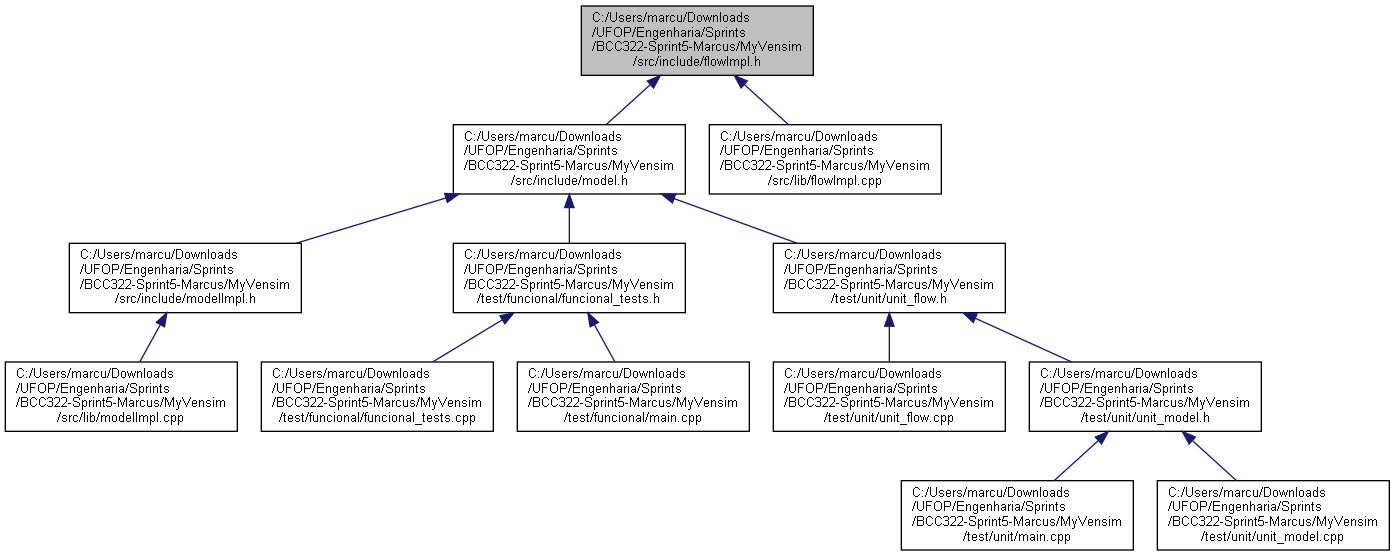 C:/Users/marcu/Downloads
/UFOP/Engenharia/Sprints
/BCC322-Sprint5-Marcus/MyVensim
/src/include/flowImpl.h
C:/Users/marcu/Downloads
/UFOP/Engenharia/Sprints
/BCC322-Sprint5-Marcus/MyVensim
/src/include/model.h
C:/Users/marcu/Downloads
/UFOP/Engenharia/Sprints
/BCC322-Sprint5-Marcus/MyVensim
/src/lib/flowImpl.cpp
C:/Users/marcu/Downloads
/UFOP/Engenharia/Sprints
/BCC322-Sprint5-Marcus/MyVensim
/src/include/modelImpl.h
C:/Users/marcu/Downloads
/UFOP/Engenharia/Sprints
/BCC322-Sprint5-Marcus/MyVensim
/test/funcional/funcional_tests.h
C:/Users/marcu/Downloads
/UFOP/Engenharia/Sprints
/BCC322-Sprint5-Marcus/MyVensim
/test/unit/unit_flow.h
C:/Users/marcu/Downloads
/UFOP/Engenharia/Sprints
/BCC322-Sprint5-Marcus/MyVensim
/src/lib/modelImpl.cpp
C:/Users/marcu/Downloads
/UFOP/Engenharia/Sprints
/BCC322-Sprint5-Marcus/MyVensim
/test/funcional/funcional_tests.cpp
C:/Users/marcu/Downloads
/UFOP/Engenharia/Sprints
/BCC322-Sprint5-Marcus/MyVensim
/test/funcional/main.cpp
C:/Users/marcu/Downloads
/UFOP/Engenharia/Sprints
/BCC322-Sprint5-Marcus/MyVensim
/test/unit/unit_flow.cpp
C:/Users/marcu/Downloads
/UFOP/Engenharia/Sprints
/BCC322-Sprint5-Marcus/MyVensim
/test/unit/unit_model.h
C:/Users/marcu/Downloads
/UFOP/Engenharia/Sprints
/BCC322-Sprint5-Marcus/MyVensim
/test/unit/main.cpp
C:/Users/marcu/Downloads
/UFOP/Engenharia/Sprints
/BCC322-Sprint5-Marcus/MyVensim
/test/unit/unit_model.cpp